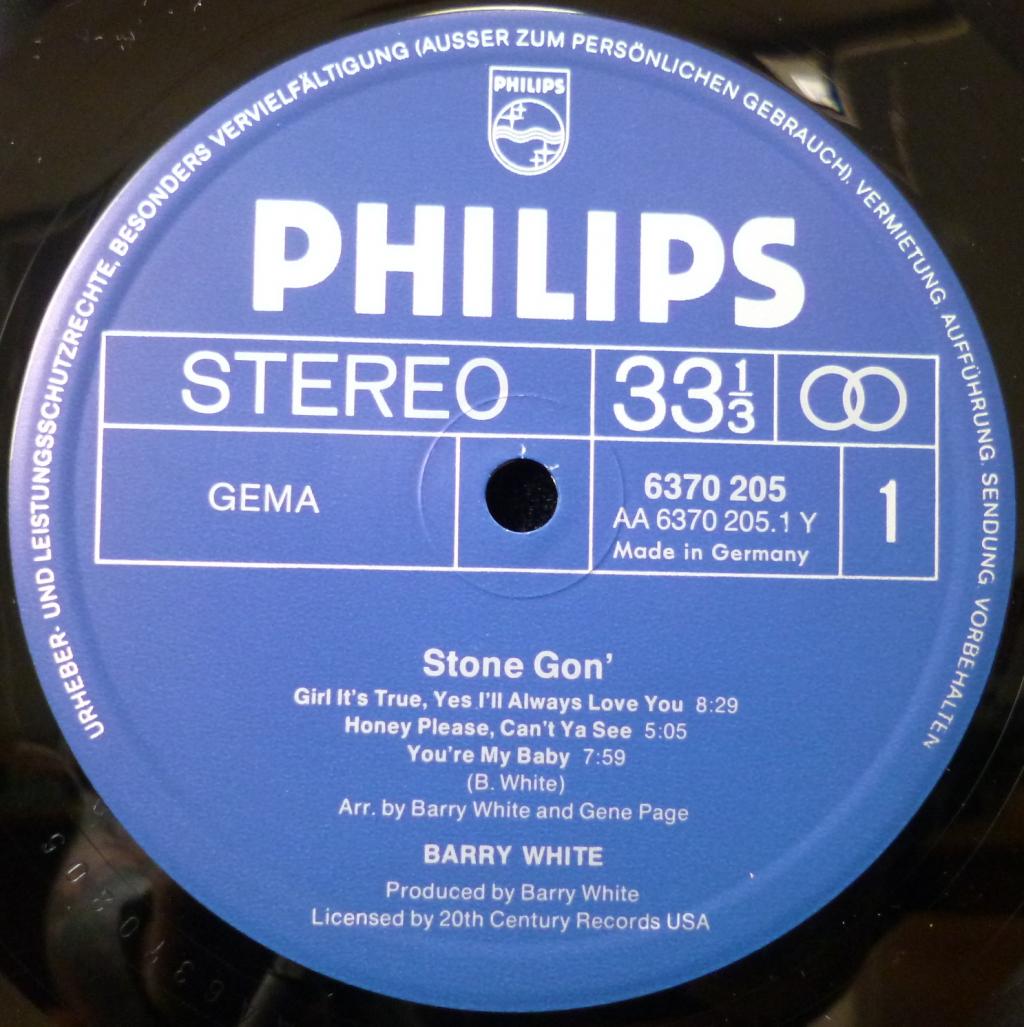 URHEBER- UND LEISTUNGSSCHUTZRECHTE, BESONDERS VERVIELFÄLTIGUNG (AUSSER ZUM PERSÖNLICHEN GEBRAUCH). VERMIETUNG. AUFFÜHRUNG. SENDUNG. VORBEHALTEN
PHILIPS
PHILIPS
STEREO 33 1/3
GEMA
6370 205
AA 6370 205.1 Y
Made in Germany
1
Stone Gon'
Girl It's True, Yes I'll Always Love You 8:29
Honey Please, Can't Ya See 5:05
You're My Baby 7:59
(B. White)
Arr. by Barry White and Gene Page
BARRY WHITE
Produced by Barry White
Licensed by 20th Century Records USA